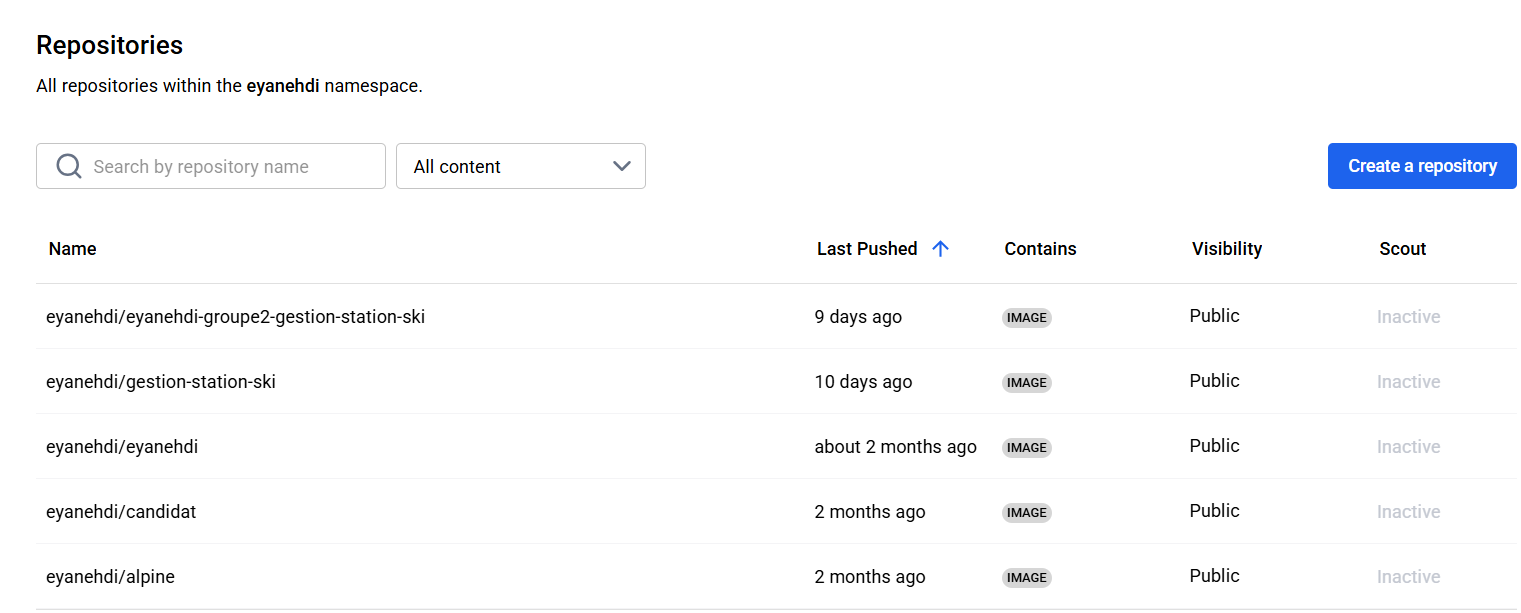 Repositories
All repositories within the eyanehdi namespace.
Search by repository name
All content
Create a repository
Name Last Pushed Contains Visibility Scout
eyanehdi/eyanehdi-groupe2-gestion-station-ski 9 days ago IMAGE Public Inactive
eyanehdi/gestion-station-ski 10 days ago IMAGE Public Inactive
eyanehdi/eyanehdi about 2 months ago IMAGE Public Inactive
eyanehdi/candidat 2 months ago IMAGE Public Inactive
eyanehdi/alpine 2 months ago IMAGE Public Inactive